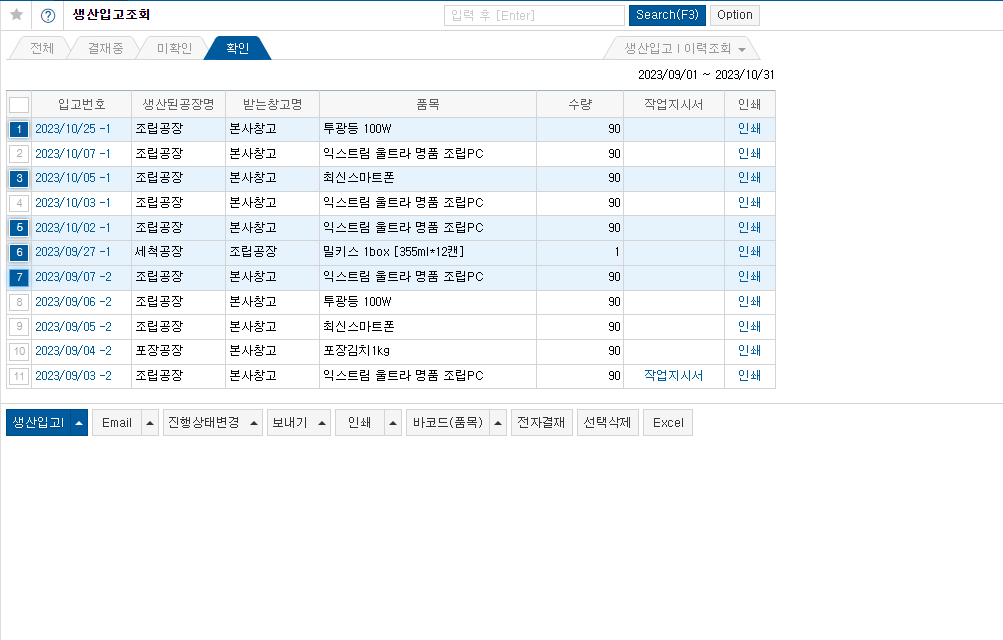 ? 생산입고조회 입력 후 [Enter] Search(F3) Option
전체 결재중 미확인 확인 생산입고 I 이력조회
2023/09/01 ~ 2023/10/31
입고번호 생산된공장명 받는창고명 품목 수량 작업지시서 인쇄
1 2023/10/25 -1 조립공장 본사창고 투광등 100W 90 인쇄
2 2023/10/07 -1 조립공장 본사창고 익스트림 울트라 명품 조립PC 90 인쇄
3 2023/10/05 -1 조립공장 본사창고 최신스마트폰 90 인쇄
4 2023/10/03 -1 조립공장 본사창고 익스트림 울트라 명품 조립PC 90 인쇄
5 2023/10/02 -1 조립공장 본사창고 익스트림 울트라 명품 조립PC 90 인쇄
6 2023/09/27 -1 세척공장 조립공장 밀키스 1box [355ml*12캔] 1 인쇄
7 2023/09/07 -2 조립공장 본사창고 익스트림 울트라 명품 조립PC 90 인쇄
8 2023/09/06 -2 조립공장 본사창고 투광등 100W 90 인쇄
9 2023/09/05 -2 조립공장 본사창고 최신스마트폰 90 인쇄
10 2023/09/04 -2 포장공장 본사창고 포장김치1kg 90 인쇄
11 2023/09/03 -2 조립공장 본사창고 익스트림 울트라 명품 조립PC 90 작업지시서 인쇄
생산입고I Email 진행상태변경 보내기 인쇄 바코드(품목) 전자결재 선택삭제 Excel